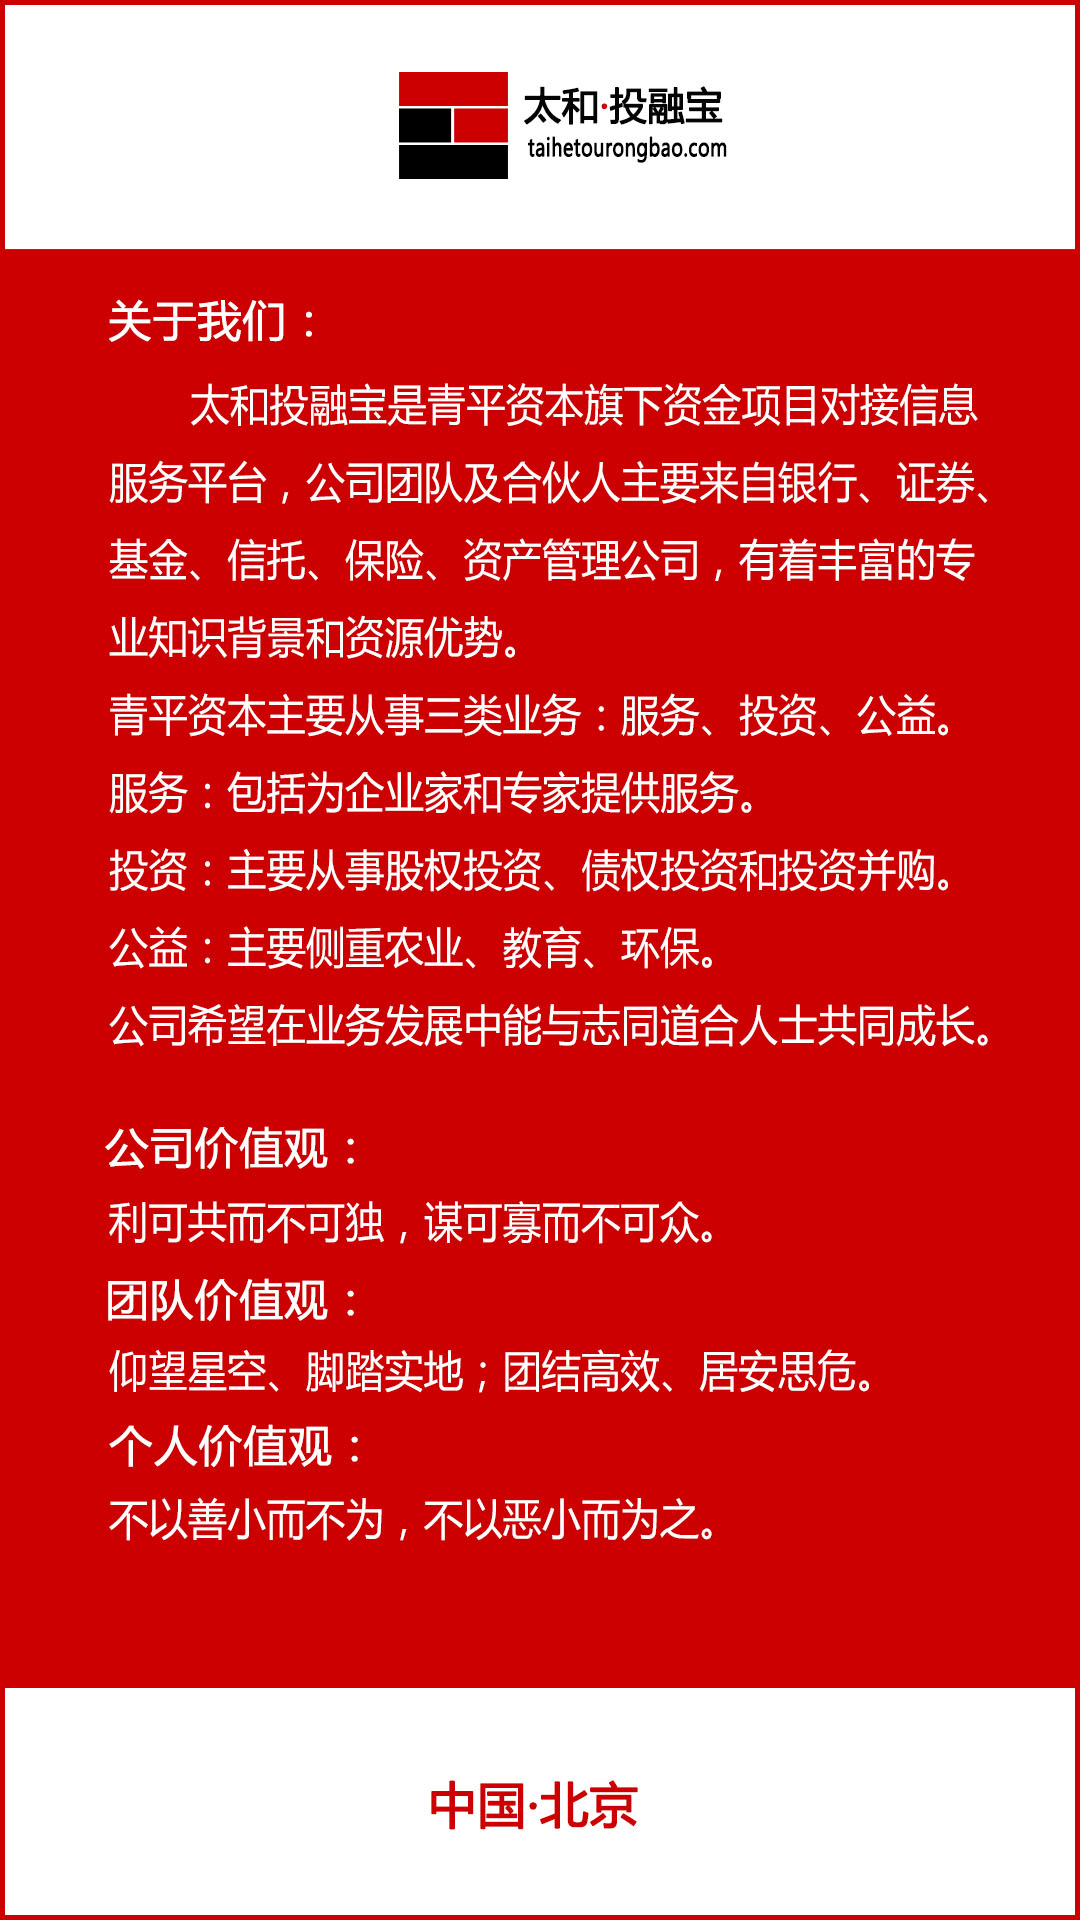 太和·投融宝
taihetourongbao.com
关于我们：
太和投融宝是青平资本旗下资金项目对接信息
服务平台，公司团队及合伙人主要来自银行、证券、
基金、信托、保险、资产管理公司，有着丰富的专
业知识背景和资源优势。
青平资本主要从事三类业务：服务、投资、公益。
服务：包括为企业家和专家提供服务。
投资：主要从事股权投资、债权投资和投资并购。
公益：主要侧重农业、教育、环保。
公司希望在业务发展中能与志同道合人士共同成长。
公司价值观：
利可共而不可独，谋可寡而不可众。
团队价值观：
仰望星空、脚踏实地；团结高效、居安思危。
个人价值观：
不以善小而不为，不以恶小而为之。
中国·北京